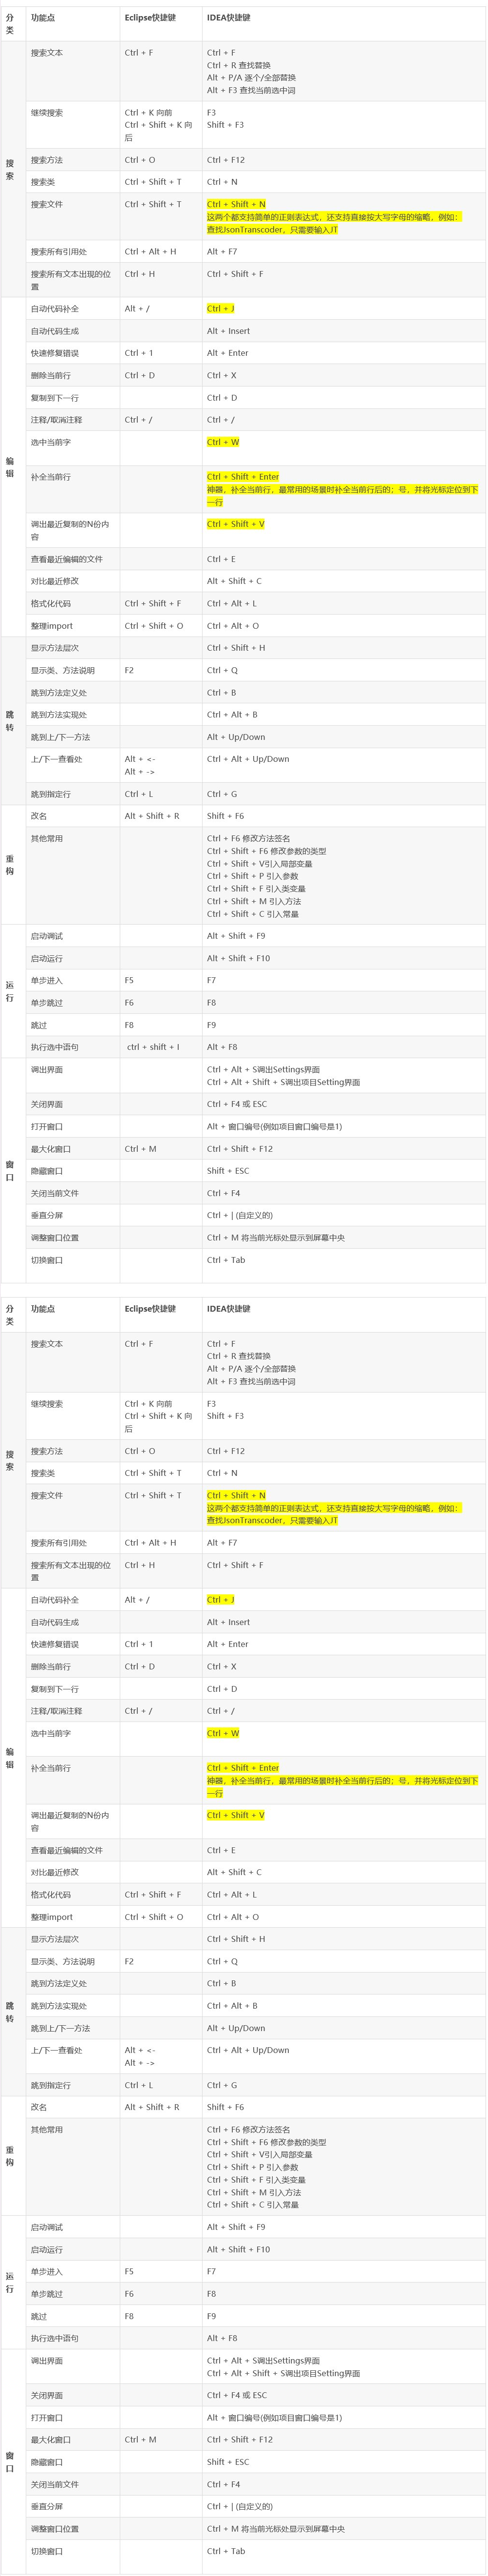 分类 功能点 Eclipse快捷键 IDEA快捷键
搜索
搜索文本 Ctrl + F Ctrl + F
Ctrl + R 查找替换
Alt + P/A 逐个/全部替换
Alt + F3 查找当前选中词
继续搜索 Ctrl + K 向前 F3
Ctrl + Shift + K 向后 Shift + F3
搜索方法 Ctrl + O Ctrl + F12
搜索类 Ctrl + Shift + T Ctrl + N
搜索文件 Ctrl + Shift + T Ctrl + Shift + N
这两个都支持简单的正则表达式，还支持直接按大写字母的缩略，例如：
查找JsonTranscoder，只需要输入JT
搜索所有引用处 Ctrl + Alt + H Alt + F7
搜索所有文本出现的位置 Ctrl + H Ctrl + Shift + F
编辑
自动代码补全 Alt + / Ctrl + J
自动代码生成 Alt + Insert
快速修复错误 Ctrl + 1 Alt + Enter
删除当前行 Ctrl + D Ctrl + X
复制到下一行 Ctrl + D
注释/取消注释 Ctrl + / Ctrl + /
选中当前字 Ctrl + W
补全当前行 Ctrl + Shift + Enter
神器，补全当前行，最常用的场景时补全当前行后的；号，并将光标定位到下
一行
调出最近复制的N份内容 Ctrl + Shift + V
查看最近编辑的文件 Ctrl + E
对比最近修改 Alt + Shift + C
格式化代码 Ctrl + Shift + F Ctrl + Alt + L
整理import Ctrl + Shift + O Ctrl + Alt + O
跳转
显示方法层次 Ctrl + Shift + H
显示类、方法说明 F2 Ctrl + Q
跳到方法定义处 Ctrl + B
跳到方法实现处 Ctrl + Alt + B
跳到上/下一方法 Alt + Up/Down
上/下一查看处 Alt + <- Ctrl + Alt + Up/Down
Alt + ->
跳到指定行 Ctrl + L Ctrl + G
重构
改名 Alt + Shift + R Shift + F6
其他常用 Ctrl + F6 修改方法签名
Ctrl + Shift + F6 修改参数的类型
Ctrl + Shift + V引入局部变量
Ctrl + Shift + P 引入参数
Ctrl + Shift + F 引入类变量
Ctrl + Shift + M 引入方法
Ctrl + Shift + C 引入常量
运行
启动调试 Alt + Shift + F9
启动运行 Alt + Shift + F10
单步进入 F5 F7
单步跳过 F6 F8
跳过 F8 F9
执行选中语句 ctrl + shift + I Alt + F8
窗口
调出界面 Ctrl + Alt + S调出Settings界面
Ctrl + Alt + Shift + S调出项目Setting界面
关闭界面 Ctrl + F4 或 ESC
打开窗口 Alt + 窗口编号(例如项目窗口编号是1)
最大化窗口 Ctrl + M Ctrl + Shift + F12
隐藏窗口 Shift + ESC
关闭当前文件 Ctrl + F4
垂直分屏 Ctrl + | (自定义的)
调整窗口位置 Ctrl + M 将当前光标处显示到屏幕中央
切换窗口 Ctrl + Tab
分类 功能点 Eclipse快捷键 IDEA快捷键
搜索
搜索文本 Ctrl + F Ctrl + F
Ctrl + R 查找替换
Alt + P/A 逐个/全部替换
Alt + F3 查找当前选中词
继续搜索 Ctrl + K 向前 F3
Ctrl + Shift + K 向后 Shift + F3
搜索方法 Ctrl + O Ctrl + F12
搜索类 Ctrl + Shift + T Ctrl + N
搜索文件 Ctrl + Shift + T Ctrl + Shift + N
这两个都支持简单的正则表达式，还支持直接按大写字母的缩略，例如：
查找JsonTranscoder，只需要输入JT
搜索所有引用处 Ctrl + Alt + H Alt + F7
搜索所有文本出现的位置 Ctrl + H Ctrl + Shift + F
编辑
自动代码补全 Alt + / Ctrl + J
自动代码生成 Alt + Insert
快速修复错误 Ctrl + 1 Alt + Enter
删除当前行 Ctrl + D Ctrl + X
复制到下一行 Ctrl + D
注释/取消注释 Ctrl + / Ctrl + /
选中当前字 Ctrl + W
补全当前行 Ctrl + Shift + Enter
神器，补全当前行，最常用的场景时补全当前行后的；号，并将光标定位到下
一行
调出最近复制的N份内容 Ctrl + Shift + V
查看最近编辑的文件 Ctrl + E
对比最近修改 Alt + Shift + C
格式化代码 Ctrl + Shift + F Ctrl + Alt + L
整理import Ctrl + Shift + O Ctrl + Alt + O
跳转
显示方法层次 Ctrl + Shift + H
显示类、方法说明 F2 Ctrl + Q
跳到方法定义处 Ctrl + B
跳到方法实现处 Ctrl + Alt + B
跳到上/下一方法 Alt + Up/Down
上/下一查看处 Alt + <- Ctrl + Alt + Up/Down
Alt + ->
跳到指定行 Ctrl + L Ctrl + G
重构
改名 Alt + Shift + R Shift + F6
其他常用 Ctrl + F6 修改方法签名
Ctrl + Shift + F6 修改参数的类型
Ctrl + Shift + V引入局部变量
Ctrl + Shift + P 引入参数
Ctrl + Shift + F 引入类变量
Ctrl + Shift + M 引入方法
Ctrl + Shift + C 引入常量
运行
启动调试 Alt + Shift + F9
启动运行 Alt + Shift + F10
单步进入 F5 F7
单步跳过 F6 F8
跳过 F8 F9
执行选中语句 Alt + F8
窗口
调出界面 Ctrl + Alt + S调出Settings界面
Ctrl + Alt + Shift + S调出项目Setting界面
关闭界面 Ctrl + F4 或 ESC
打开窗口 Alt + 窗口编号(例如项目窗口编号是1)
最大化窗口 Ctrl + M Ctrl + Shift + F12
隐藏窗口 Shift + ESC
关闭当前文件 Ctrl + F4
垂直分屏 Ctrl + | (自定义的)
调整窗口位置 Ctrl + M 将当前光标处显示到屏幕中央
切换窗口 Ctrl + Tab